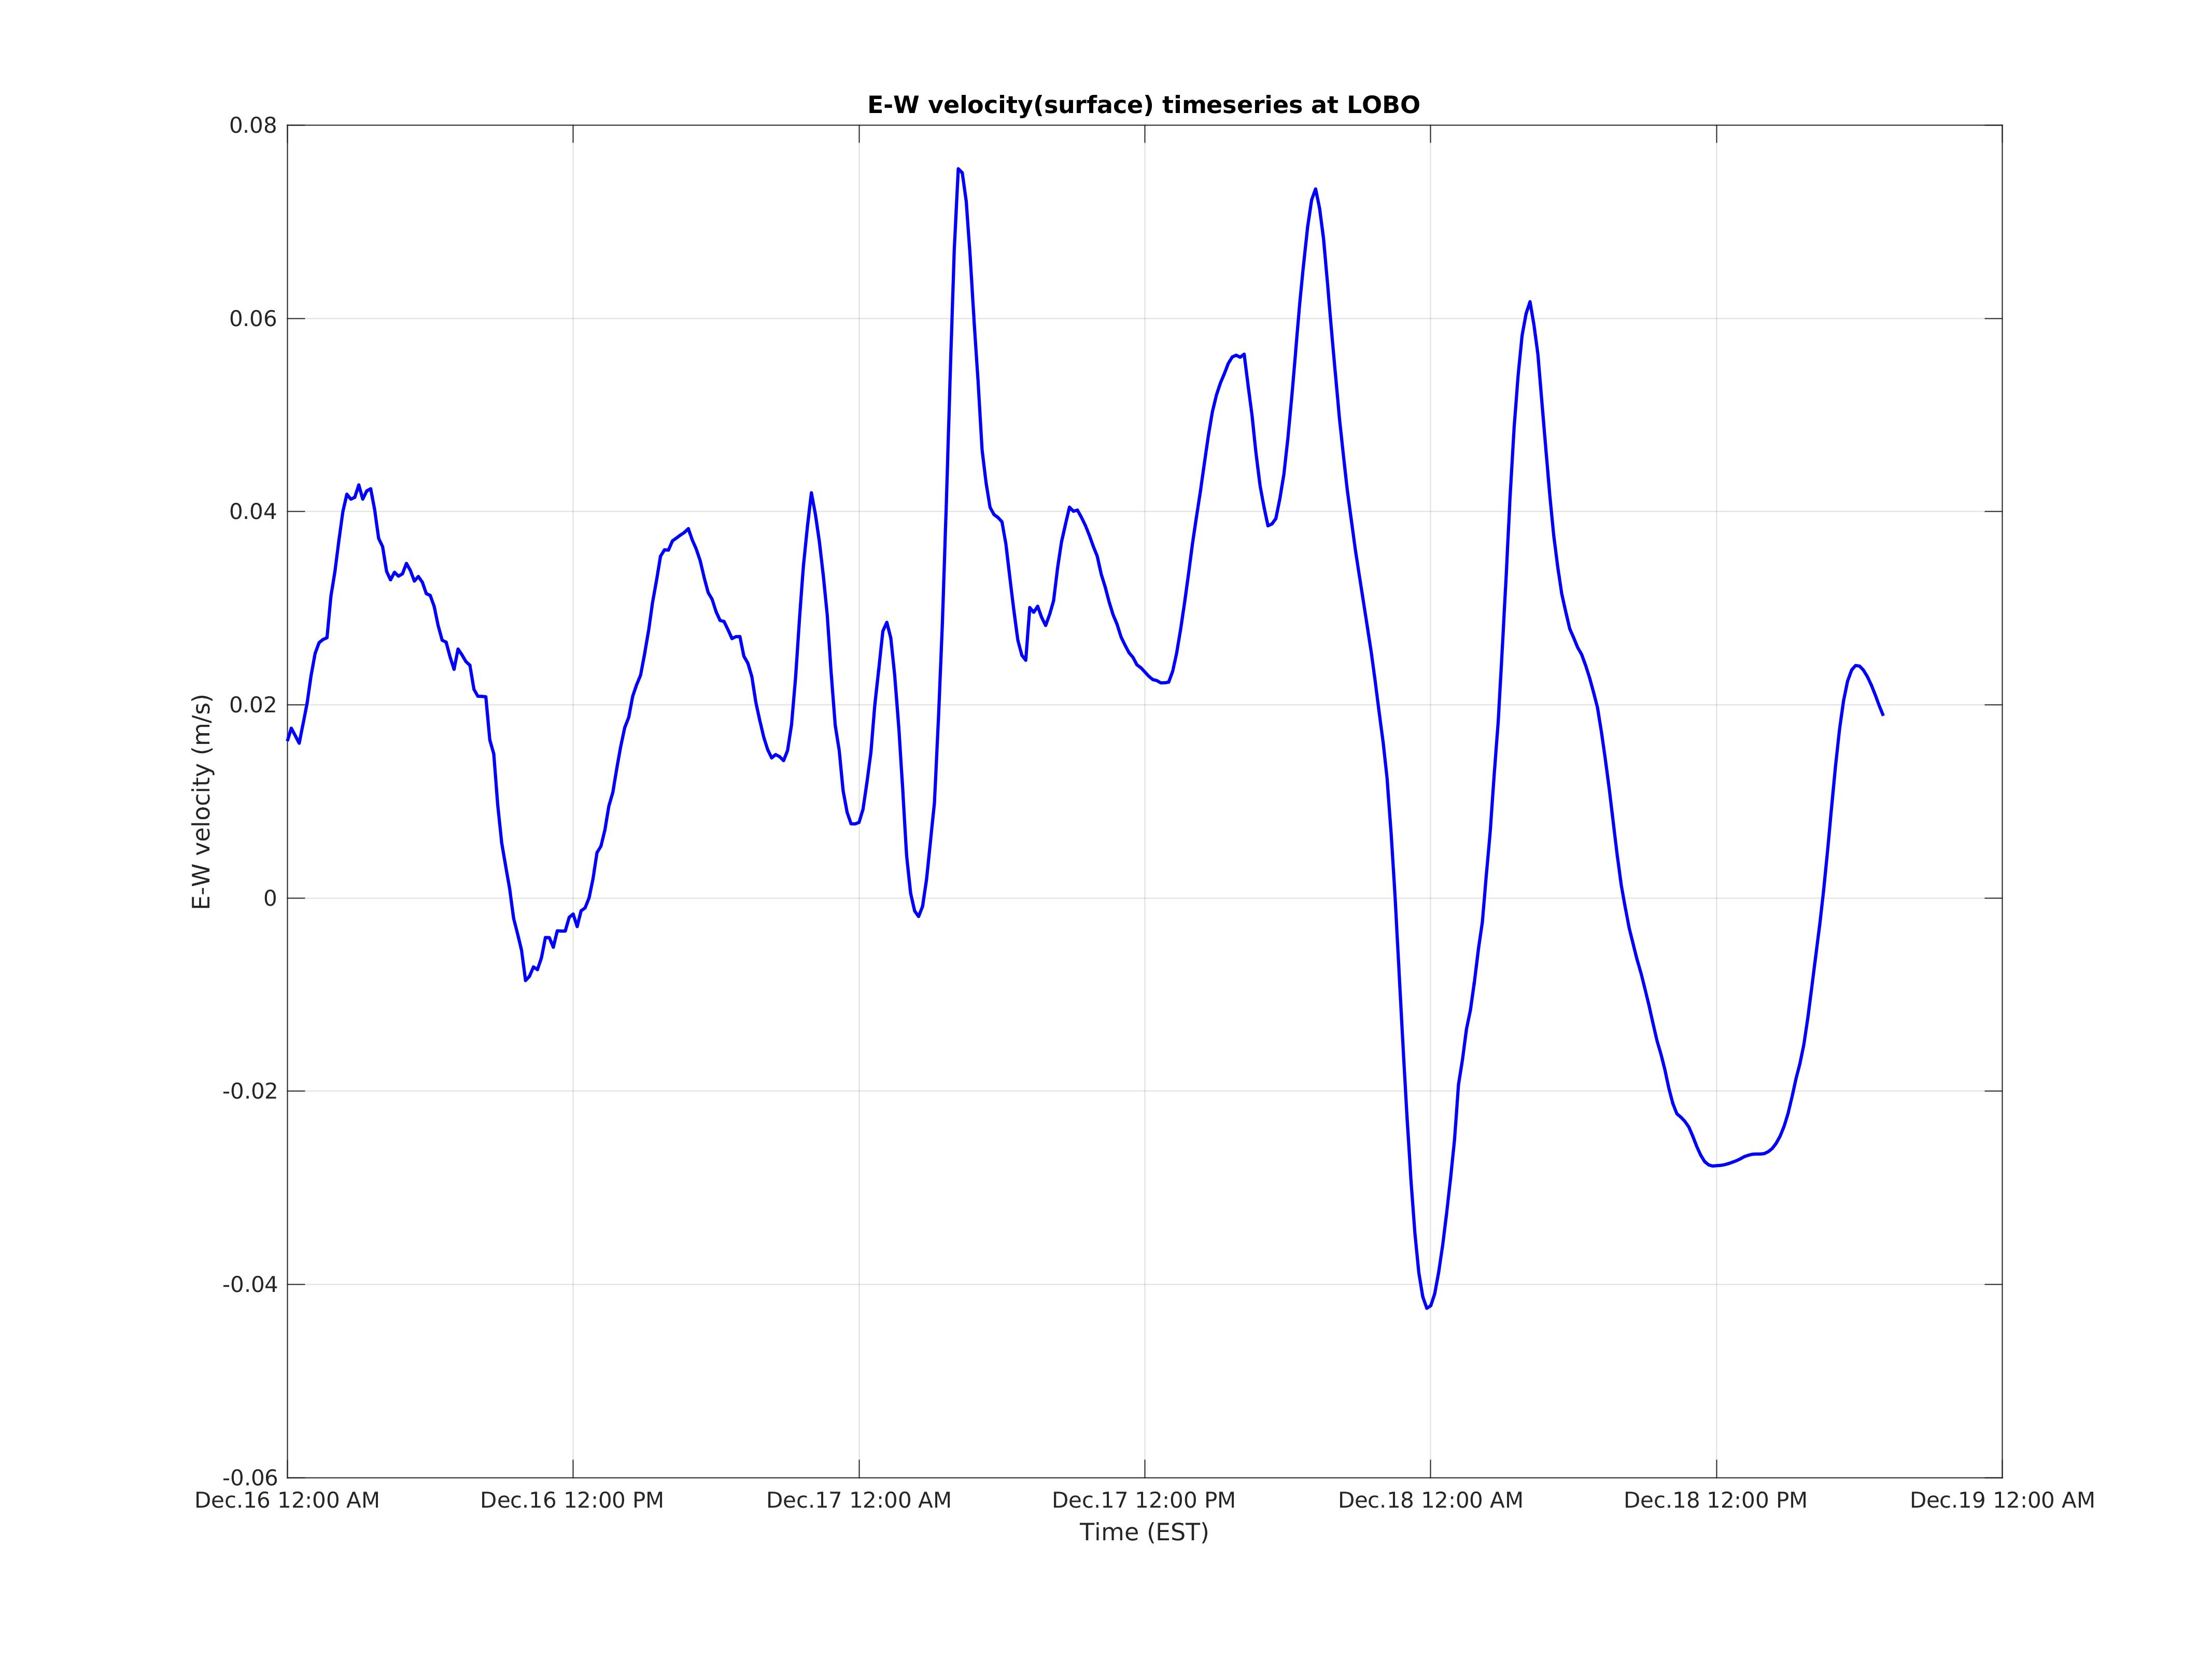 E-W velocity(surface) timeseries at LOBO
0.08
0.06
0.04
0.02
0
-0.02
-0.04
-0.06
E-W velocity (m/s)
Dec.16 12:00 AM Dec.16 12:00 PM Dec.17 12:00 AM Dec.17 12:00 PM Dec.18 12:00 AM Dec.18 12:00 PM Dec.19 12:00 AM
Time (EST)